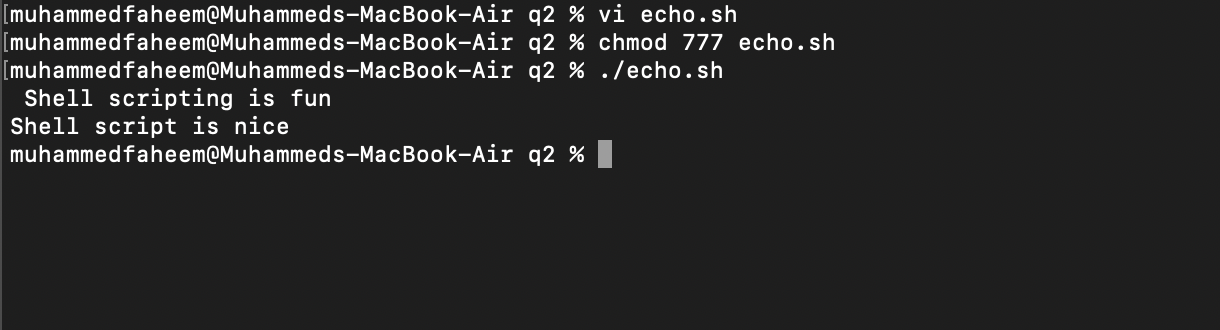 [muhammedfaheem@Muhammeds-MacBook-Air q2 % vi echo.sh
[muhammedfaheem@Muhammeds-MacBook-Air q2 % chmod 777 echo.sh
[muhammedfaheem@Muhammeds-MacBook-Air q2 % ./echo.sh
 Shell scripting is fun
Shell script is nice
muhammedfaheem@Muhammeds-MacBook-Air q2 %